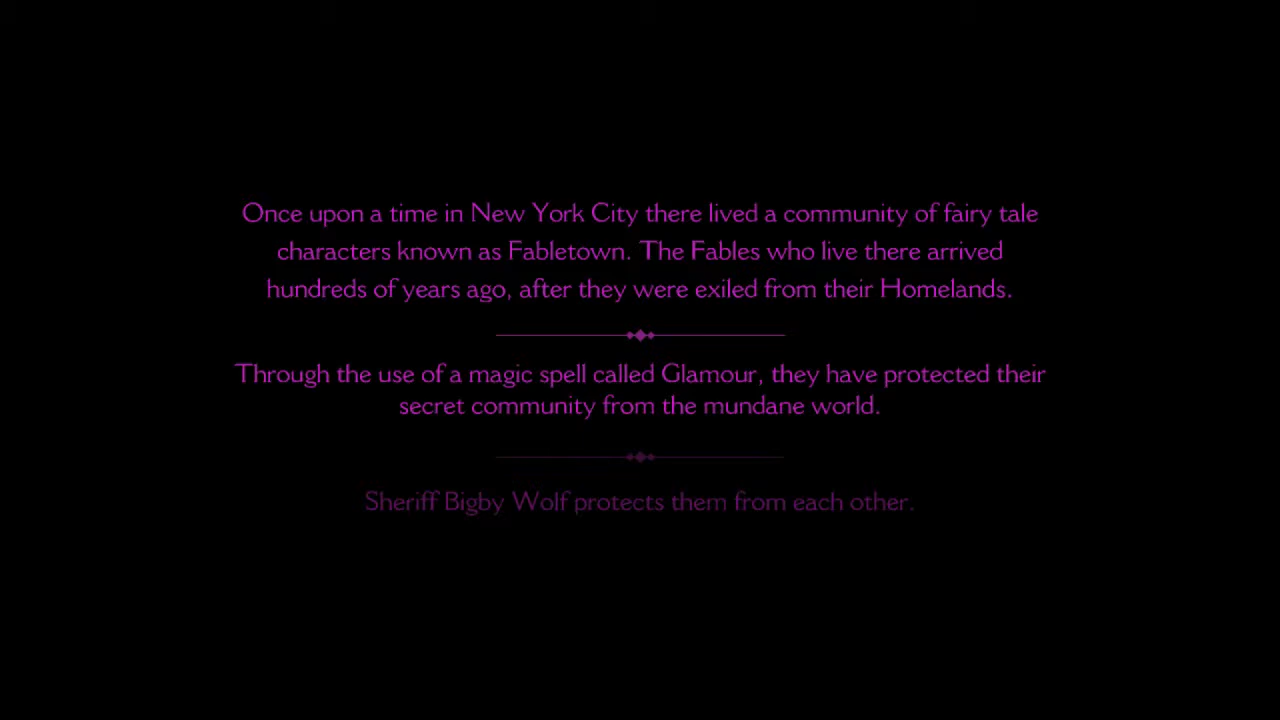 Once upon a time in New York City there lived a community of fairy tale
characters known as Fabletown. The Fables who live there arrived
hundreds of years ago, after they were exiled from their Homelands.
Through the use of a magic spell called Glamour, they have protected their
secret community from the mundane world.
Sheriff Bigby Wolf protects them from each other.